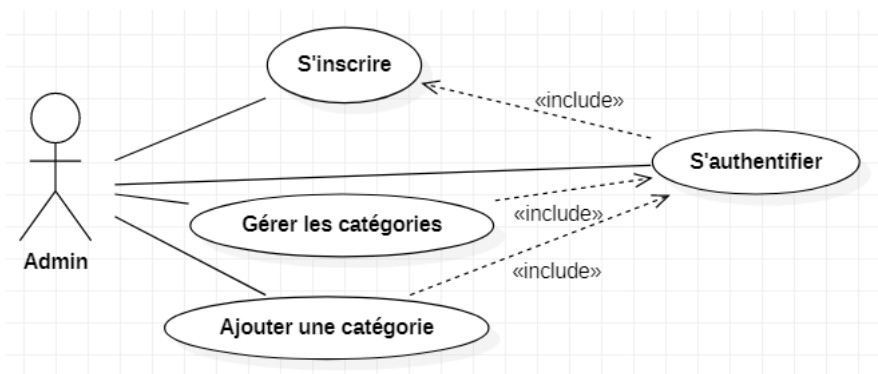 S'inscrire
«include»
S'authentifier
Gérer les catégories
«include»
Admin
«include»
Ajouter une catégorie